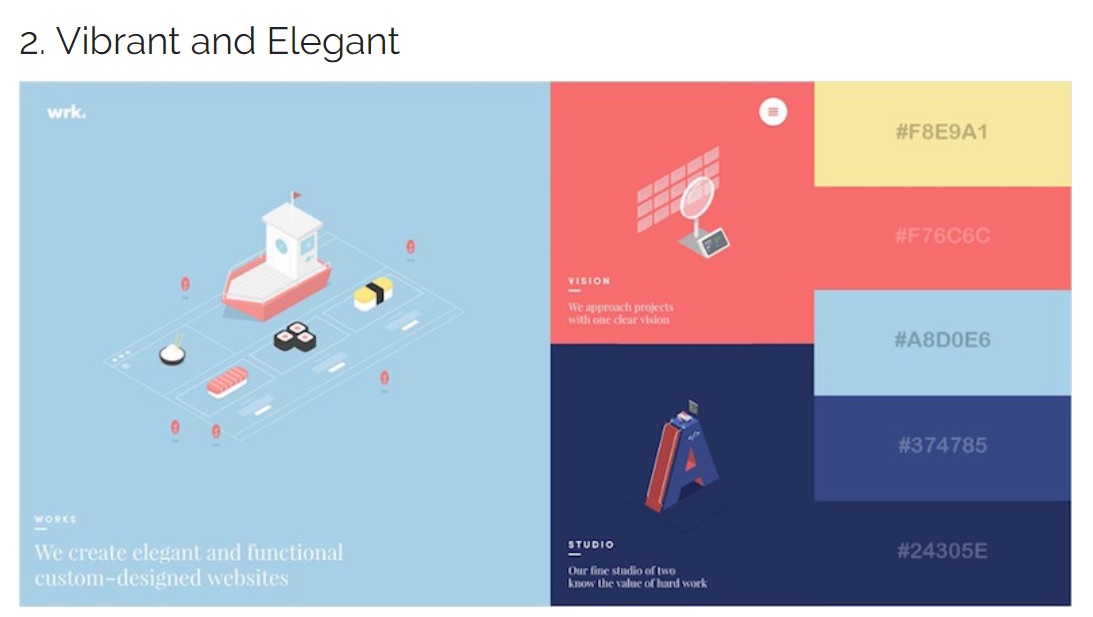 2. Vibrant and Elegant
wrk.
WORKS
We create elegant and functional
custom-designed websites
VISION
We approach projects
with one clear vision
STUDIO
Our fine studio of two
know the value of hard work
#F8E9A1
#F76C6C
#A8D0E6
#374785
#24305E